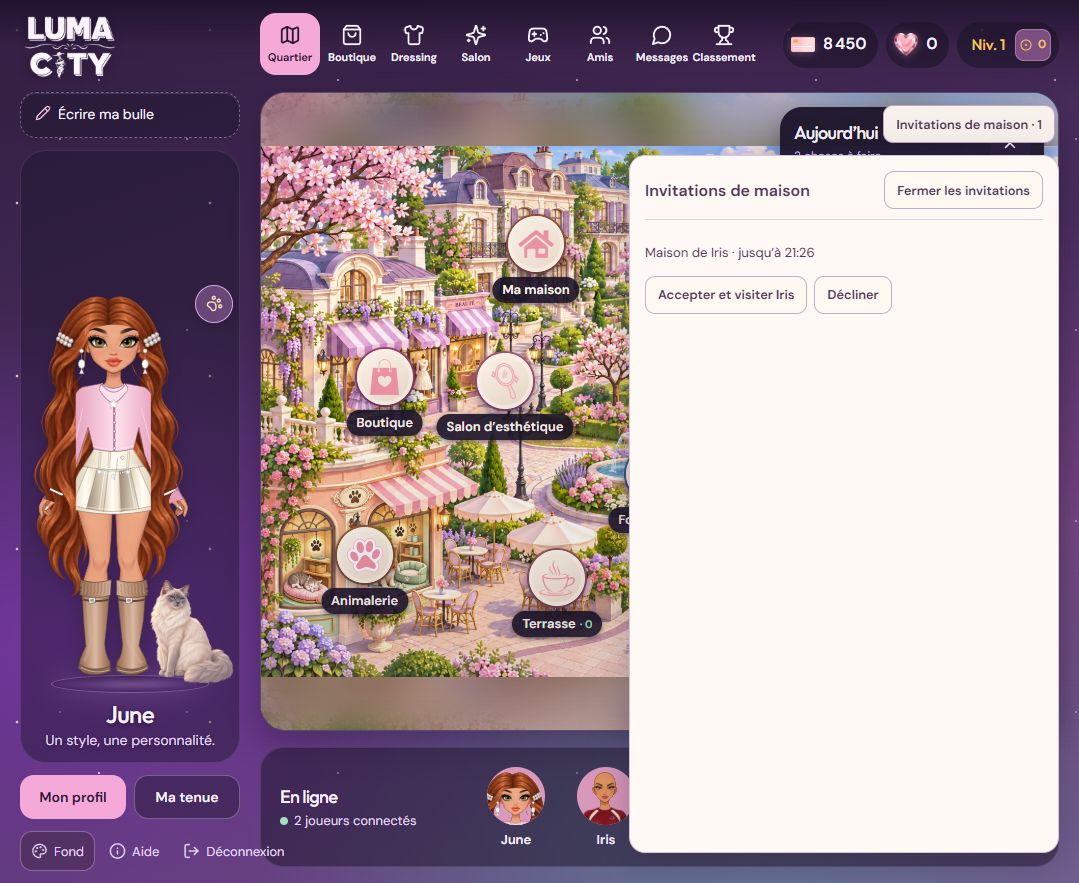 LUMA
CITY
Quartier
Boutique
Dressing
Salon
Jeux
Amis
Messages
Classement
8 450
0
Niv. 1
0
Écrire ma bulle
Aujourd'hui
Invitations de maison · 1
Invitations de maison
Fermer les invitations
Maison de Iris · jusqu'à 21:26
Accepter et visiter Iris
Décliner
Ma maison
BEAUTÉ
Boutique
Salon d'esthétique
Fo
Animalerie
Terrasse · 0
June
Un style, une personnalité.
Mon profil
Ma tenue
Fond
Aide
Déconnexion
En ligne
2 joueurs connectés
June
Iris